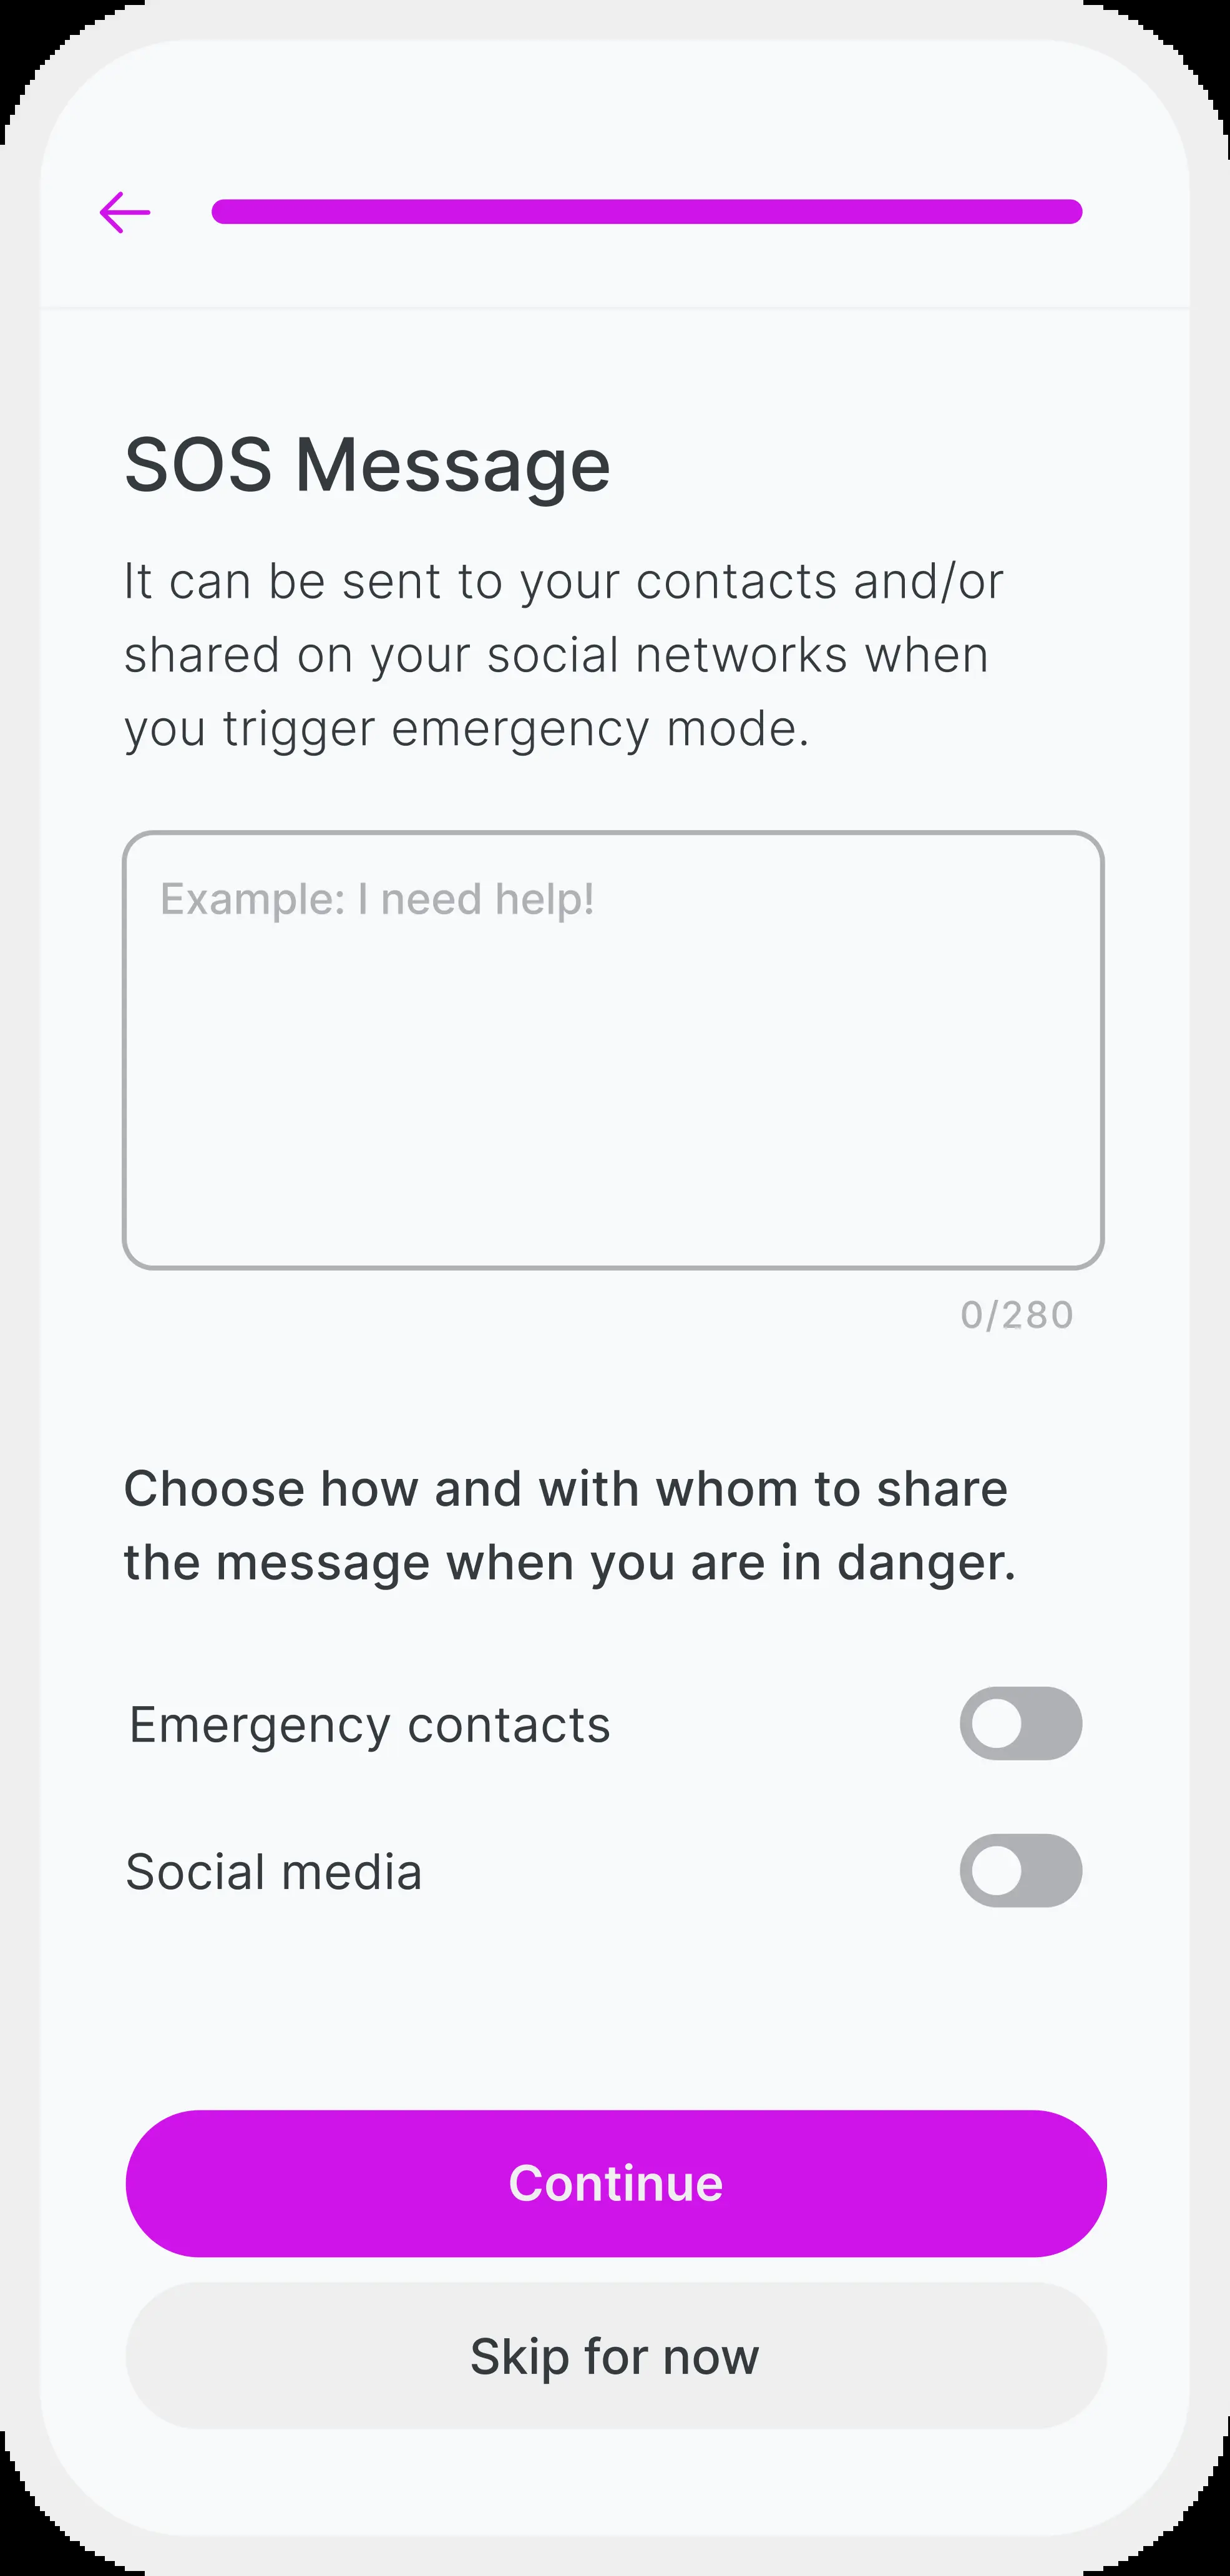 SOS Message
It can be sent to your contacts and/or
shared on your social networks when
you trigger emergency mode.
Example: I need help!
0/280
Choose how and with whom to share
the message when you are in danger.
Emergency contacts
Social media
Continue
Skip for now